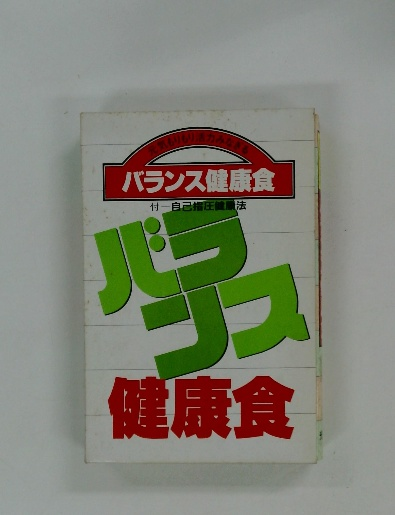 バランス健康食
付一自己指圧健康法
バランス
健康食